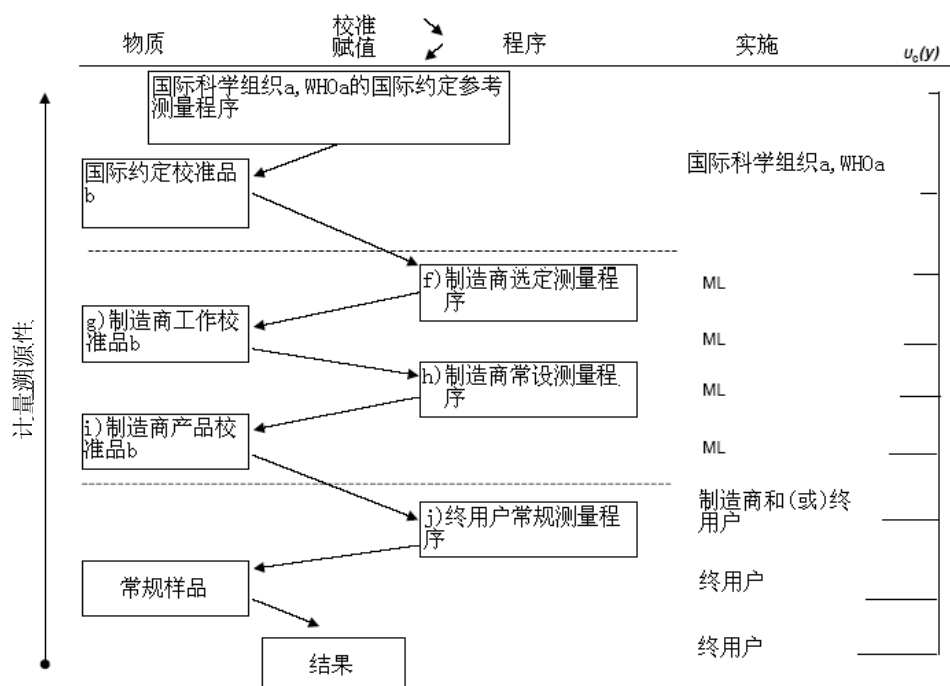 物质
校准
赋值
程序
实施
uc(y)
国际科学组织a,WHOa的国际约定参考
测量程序
国际约定校准品
b
国际科学组织a,WHOa
f)制造商选定测量程
序
ML
g)制造商工作校
准品b
ML
h)制造商常设测量程
序
ML
i)制造商产品校
准品b
ML
j)终用户常规测量程
序
制造商和(或)终
用户
常规样品
终用户
结果
终用户
计量溯源性